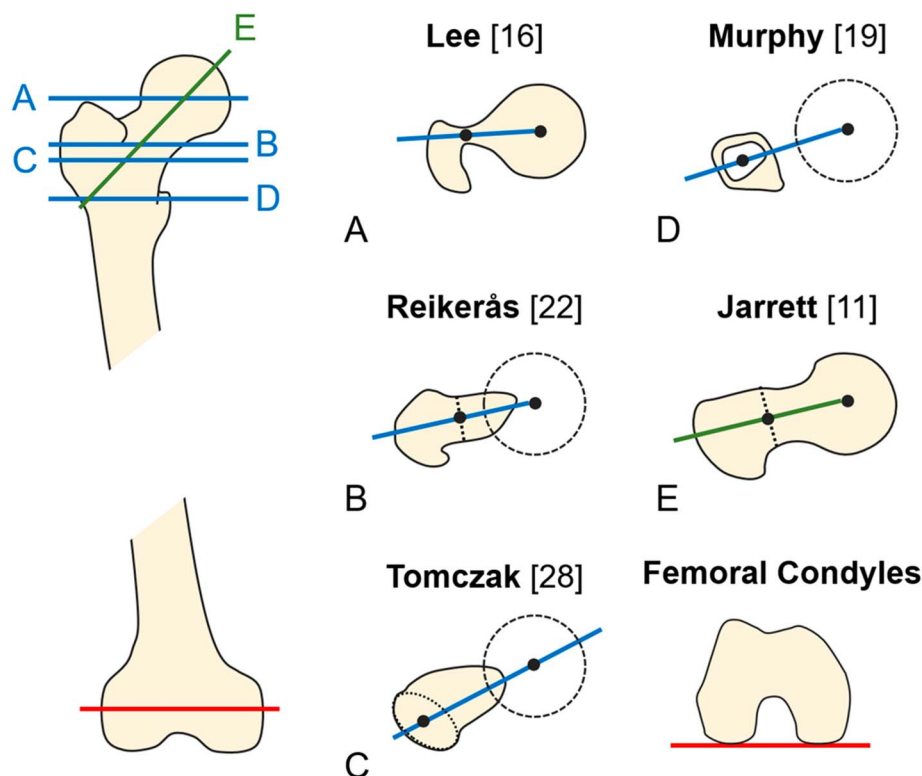 E
A
B
C
D
Lee [16]
A
Murphy [19]
D
Reikerås [22]
B
Jarrett [11]
E
Tomczak [28]
C
Femoral Condyles